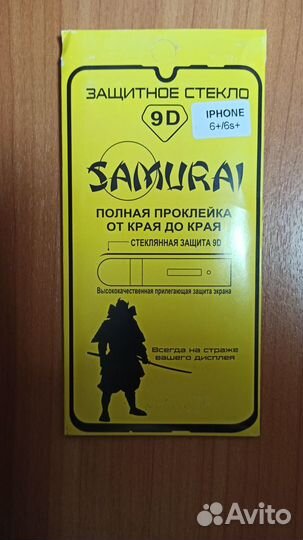 ЗАЩИТНОЕ СТЕКЛО
9D
IPHONE
6+/6s+
SAMURAI
ПОЛНАЯ ПРОКЛЕЙКА
ОТ КРАЯ ДО КРАЯ
СТЕКЛЯННАЯ ЗАЩИТА 9D
Высококачественная прилегающая защита экрана
Всегда на страже
вашего дисплея
Avito